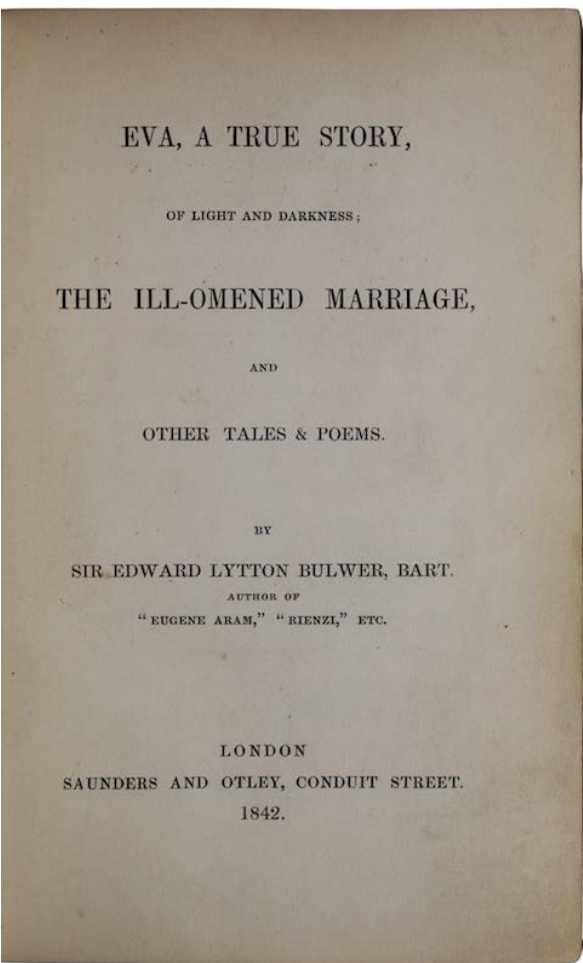 EVA, A TRUE STORY,
OF LIGHT AND DARKNESS;
THE ILL-OMENED MARRIAGE,
AND
OTHER TALES & POEMS.
BY
SIR EDWARD LYTTON BULWER, BART.
AUTHOR OF
“EUGENE ARAM,” “RIENZI,” ETC.
LONDON
SAUNDERS AND OTLEY, CONDUIT STREET.
1842.